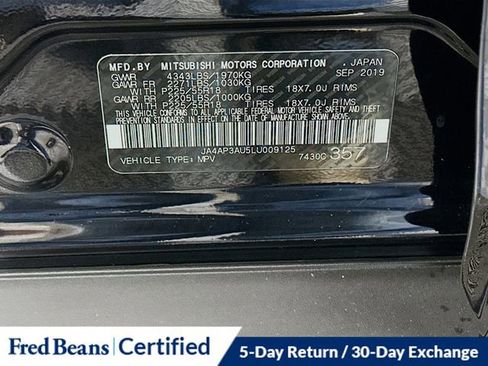 MFD.BY MITSUBISHI MOTORS CORPORATION , JAPAN
GVWR 4343LBS/1970KG SEP 2019
GAWR FR 2271LBS/1030KG
WITH P225/55R18 TIRES 18X7.0J RIMS
GAWR RR 2205LBS/1000KG
WITH P225/55R18 TIRES 18X7.0J RIMS
THIS VEHICLE CONFORMS TO ALL APPLICABLE FEDERAL
MOTOR VEHICLE SAFETY, BUMPER, AND THEFT PREVENTION
STANDARDS IN EFFECT ON THE DATE OF MANUFACTURE
SHOWN ABOVE.
JA4AP3AU5LU009125
VEHICLE TYPE: MPV 7430C 357
Fred Beans Certified 5-Day Return / 30-Day Exchange